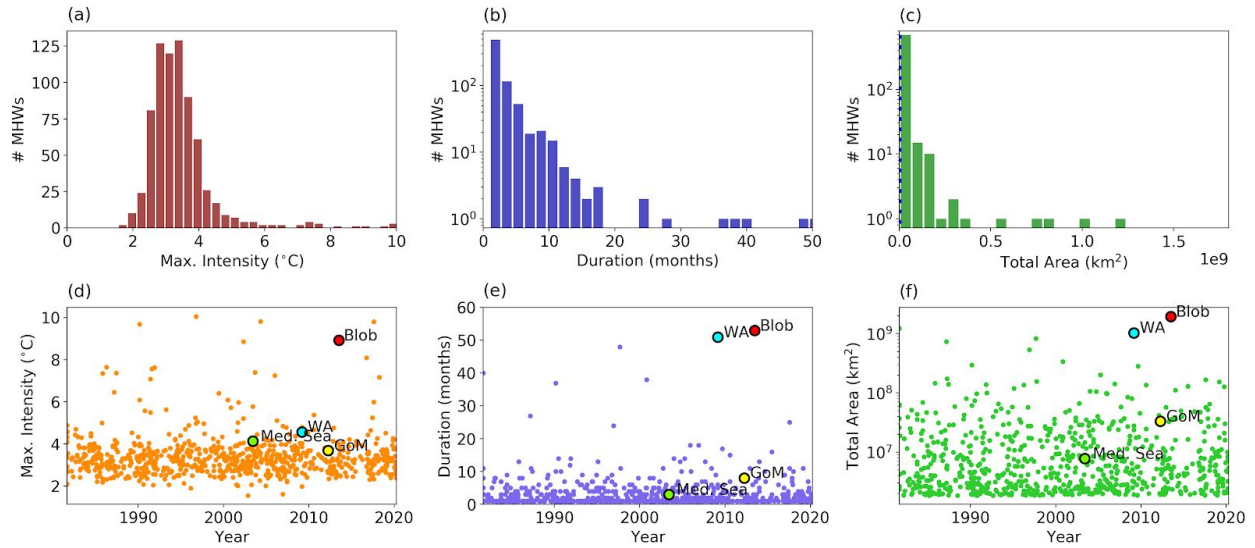 (a)
# MHWs
125
100
75
50
25
0
0 2 4 6 8 10
Max. Intensity (°C)
(b)
# MHWs
10²
10¹
10⁰
0 10 20 30 40 50
Duration (months)
(c)
# MHWs
10²
10¹
10⁰
0.0 0.5 1.0 1.5
1e9
Total Area (km²)
(d)
Max. Intensity (°C)
10
8
6
4
2
Blob
WA
Med. Sea
GoM
1990 2000 2010 2020
Year
(e)
Duration (months)
60
50
40
30
20
10
0
WA
Blob
GoM
Med. Sea
1990 2000 2010 2020
Year
(f)
Total Area (km²)
10⁹
10⁸
10⁷
Blob
WA
GoM
Med. Sea
1990 2000 2010 2020
Year